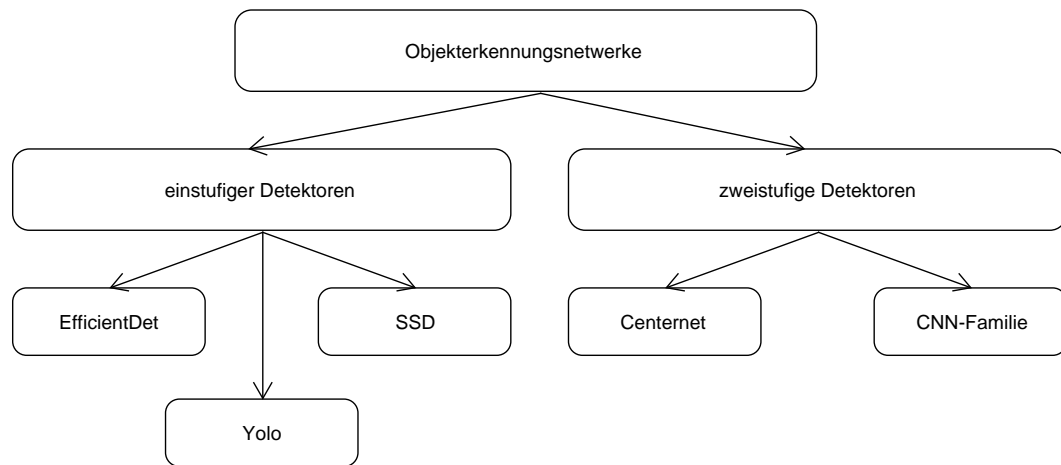 Objekterkennungsnetwerke
einstufiger Detektoren
zweistufige Detektoren
EfficientDet
SSD
Centernet
CNN-Familie
Yolo